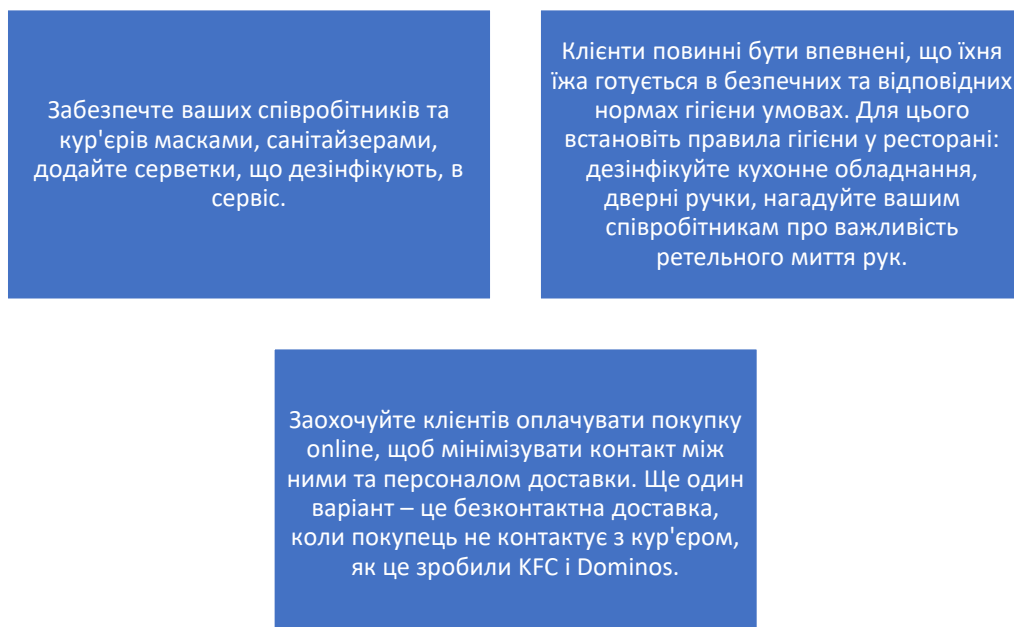 Забезпечте ваших співробітників та
кур'єрів масками, санітайзерами,
додайте серветки, що дезінфікують, в
сервіс.
Клієнти повинні бути впевнені, що їхня
їжа готується в безпечних та відповідних
нормах гігієни умовах. Для цього
встановіть правила гігієни у ресторані:
дезінфікуйте кухонне обладнання,
дверні ручки, нагадуйте вашим
співробітникам про важливість
ретельного миття рук.
Заохочуйте клієнтів оплачувати покупку
online, щоб мінімізувати контакт між
ними та персоналом доставки. Ще один
варіант – це безконтактна доставка,
коли покупець не контактує з кур'єром,
як це зробили KFC і Dominos.